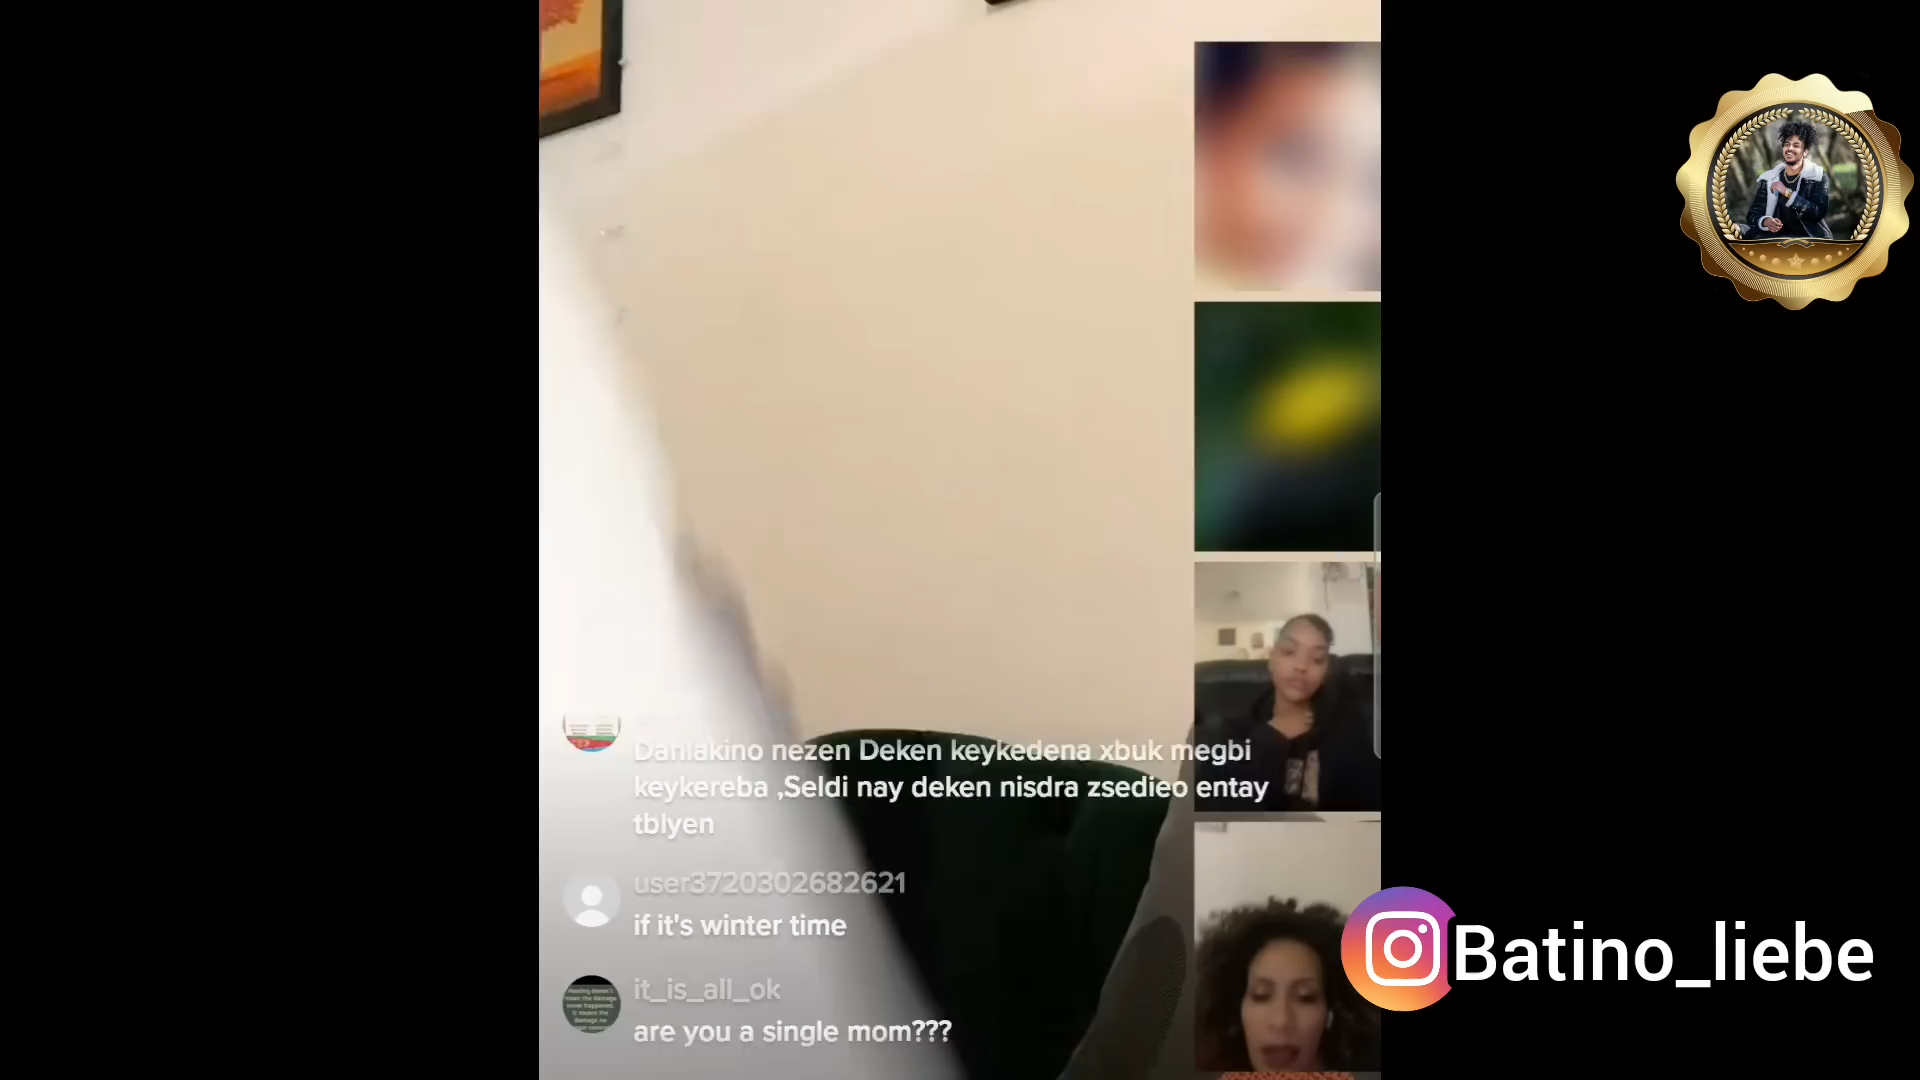 Daniakino nezen Deken keykedena xbuk megbi
keykereba ,Seldi nay deken nisdra zsedieo entay
tblyen
user3720302682621
if it's winter time
it_is_all_ok
are you a single mom???
Batino_liebe